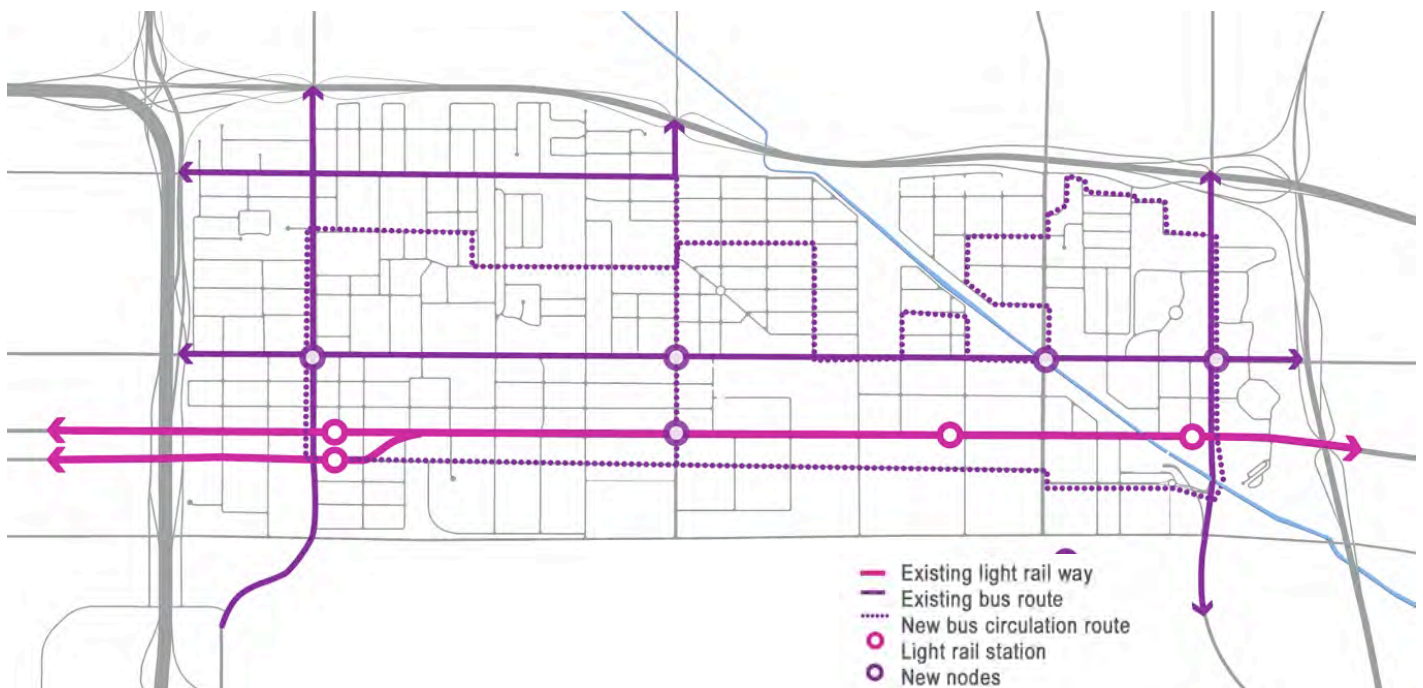 Existing light rail way
Existing bus route
New bus circulation route
Light rail station
New nodes